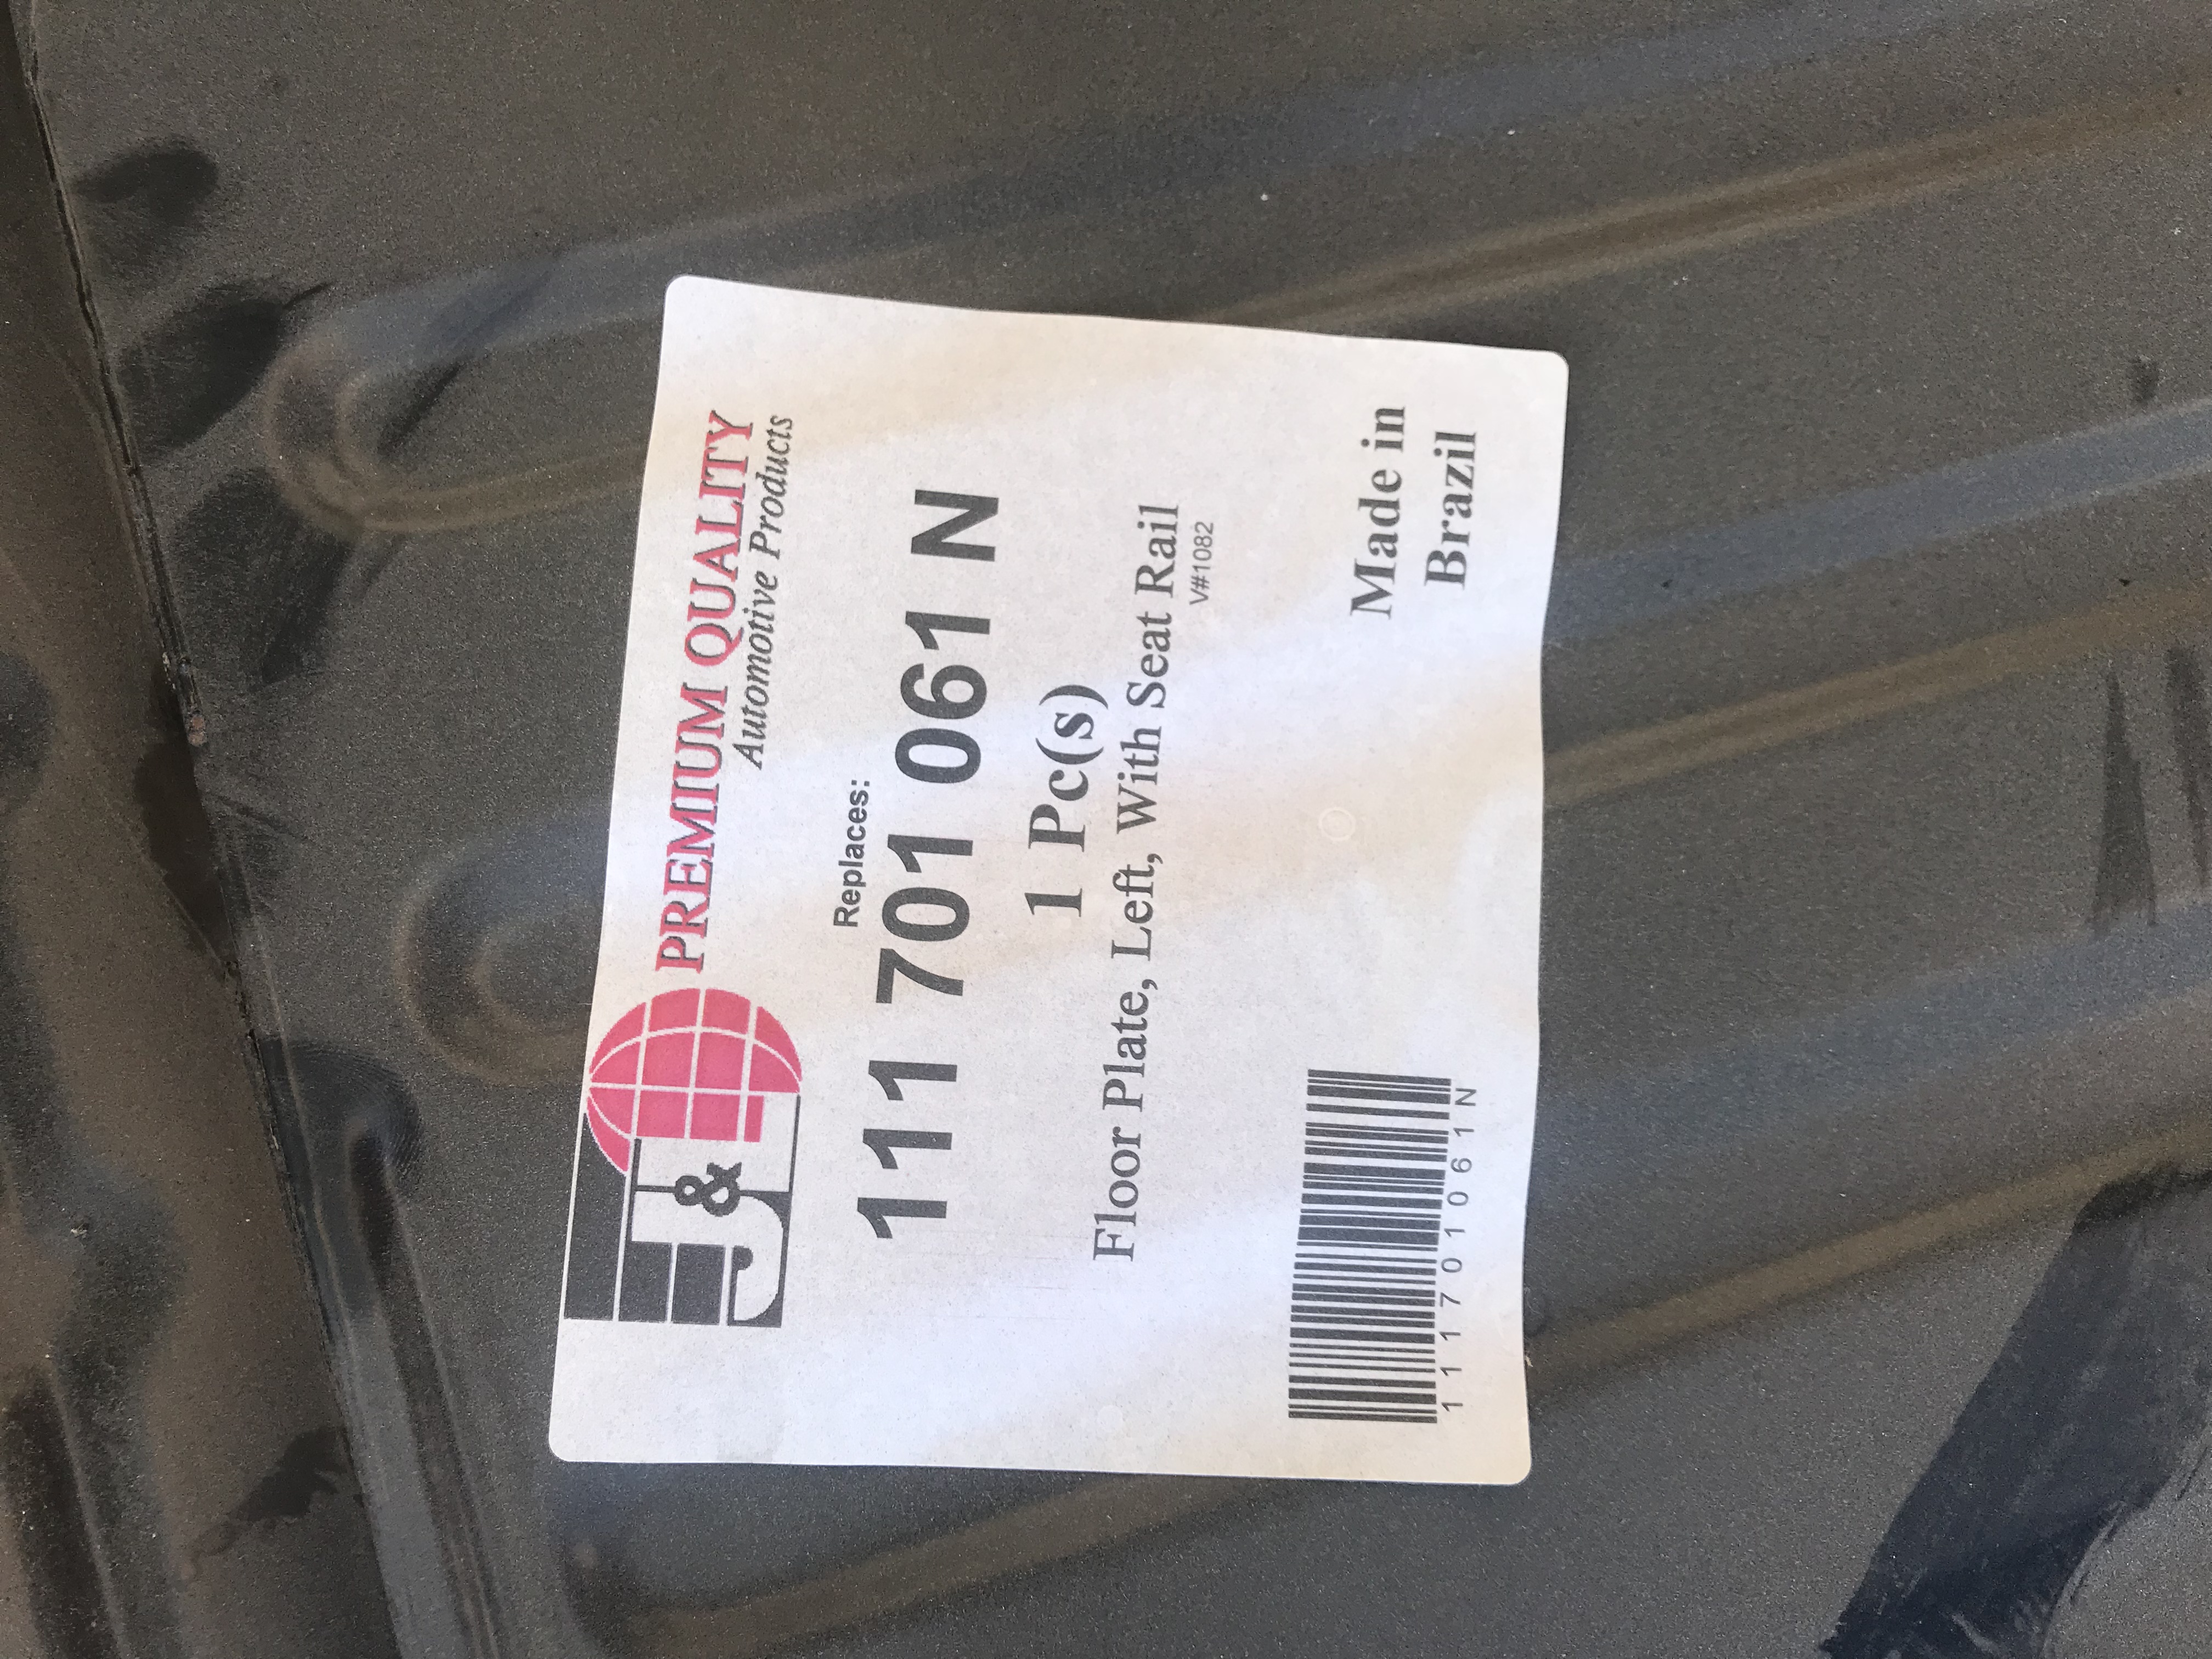 J&
PREMIUM QUALITY
Automotive Products
Replaces:
111 701 061 N
1 Pc(s)
Floor Plate, Left, With Seat Rail
V#1082
Made in
Brazil
111701061N